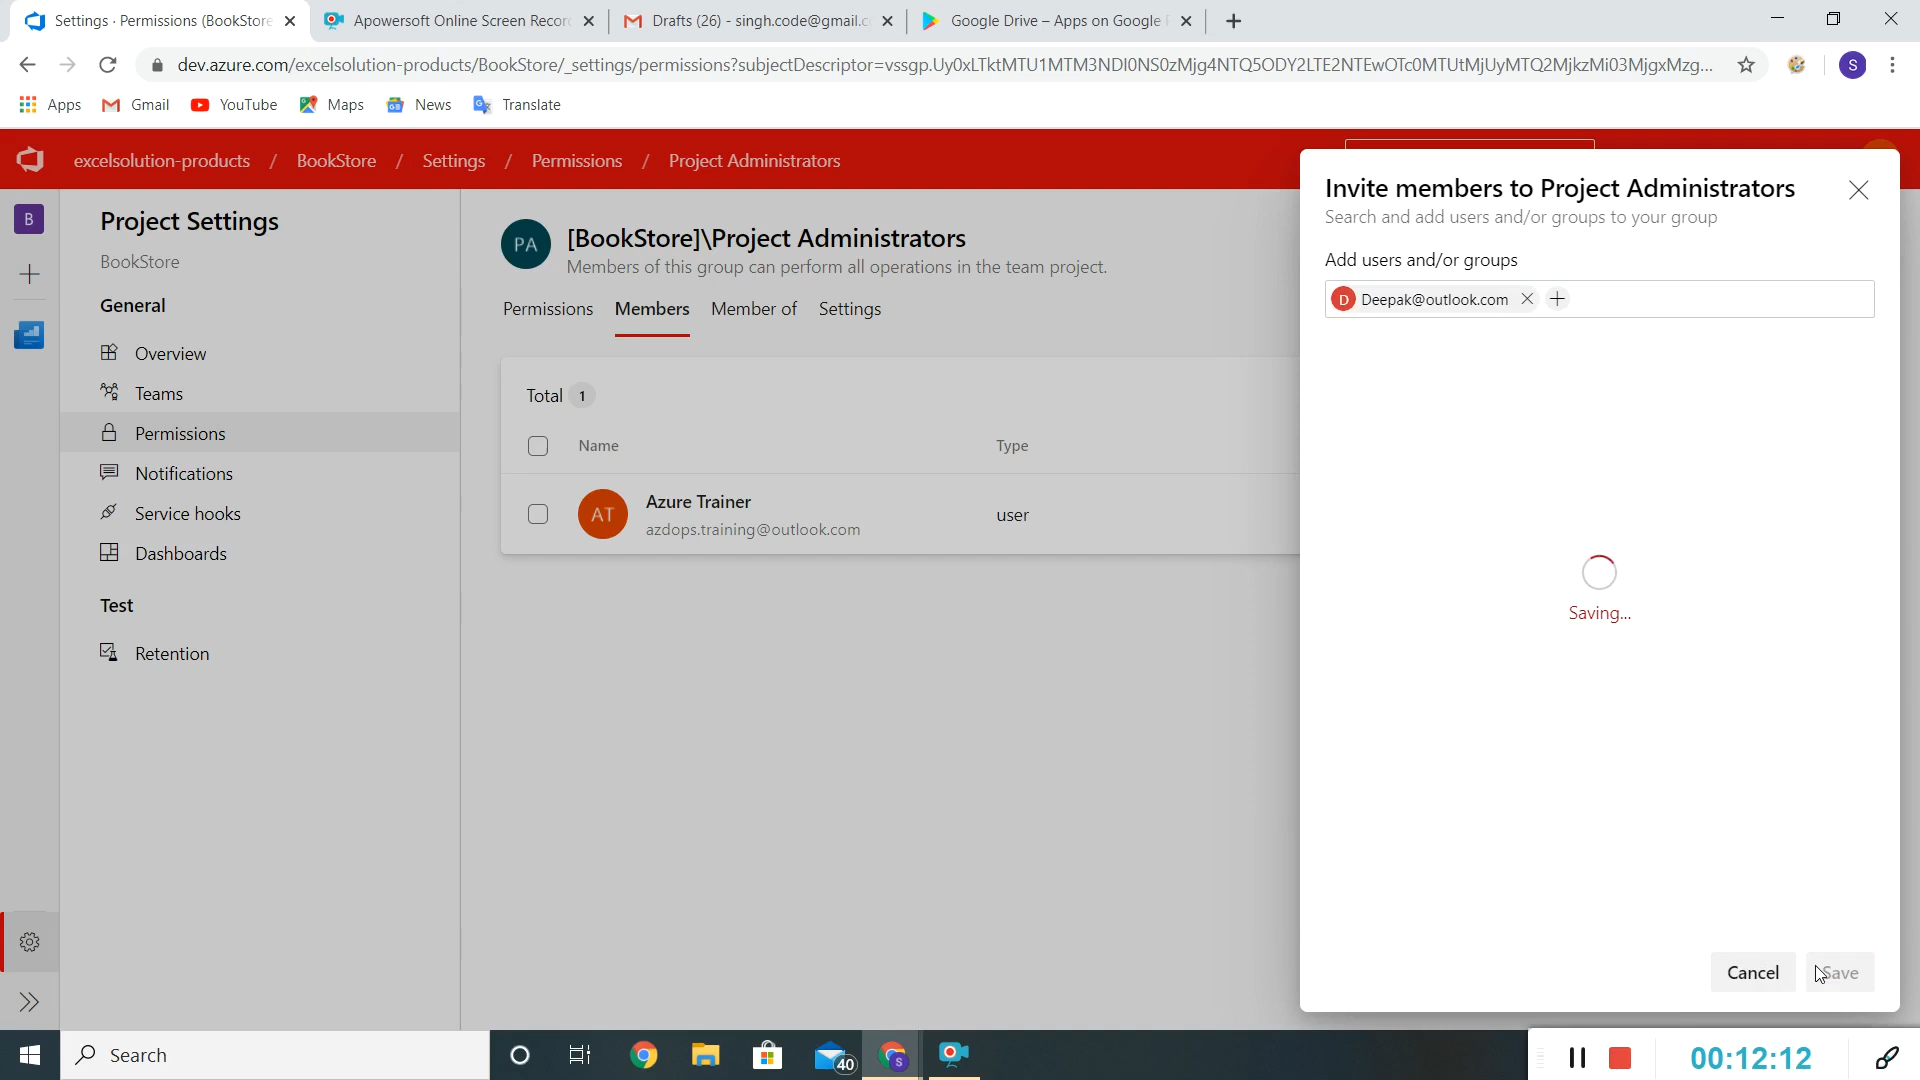 Settings · Permissions (BookStore
Apowersoft Online Screen Recor
Drafts (26) - singh.code@gmail.c
Google Drive – Apps on Google P
dev.azure.com/excelsolution-products/BookStore/_settings/permissions?subjectDescriptor=vssgp.Uy0xLTktMTU1MTM3NDI0NS0zMjg4NTQ5ODY2LTE2NTEwOTc0MTUtMjUyMTQ2MjkzMi03MjgxMzg...
S
Apps
Gmail
YouTube
Maps
News
Translate
excelsolution-products / BookStore / Settings / Permissions / Project Administrators
B
Project Settings
BookStore
General
Overview
Teams
Permissions
Notifications
Service hooks
Dashboards
Test
Retention
PA
[BookStore]\Project Administrators
Members of this group can perform all operations in the team project.
Permissions
Members
Member of
Settings
Total 1
Name
Type
AT
Azure Trainer
azdops.training@outlook.com
user
Invite members to Project Administrators
Search and add users and/or groups to your group
Add users and/or groups
D Deepak@outlook.com
Saving...
Cancel
Save
Search
40
S
00:12:12